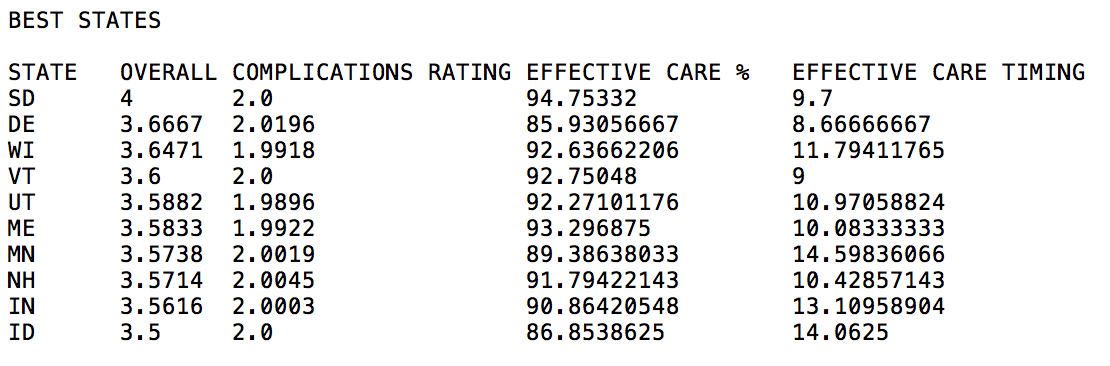 BEST STATES
STATE OVERALL COMPLICATIONS RATING EFFECTIVE CARE % EFFECTIVE CARE TIMING
SD 4 2.0 94.75332 9.7
DE 3.6667 2.0196 85.93056667 8.66666667
WI 3.6471 1.9918 92.63662206 11.79411765
VT 3.6 2.0 92.75048 9
UT 3.5882 1.9896 92.27101176 10.97058824
ME 3.5833 1.9922 93.296875 10.08333333
MN 3.5738 2.0019 89.38638033 14.59836066
NH 3.5714 2.0045 91.79422143 10.42857143
IN 3.5616 2.0003 90.86420548 13.10958904
ID 3.5 2.0 86.8538625 14.0625